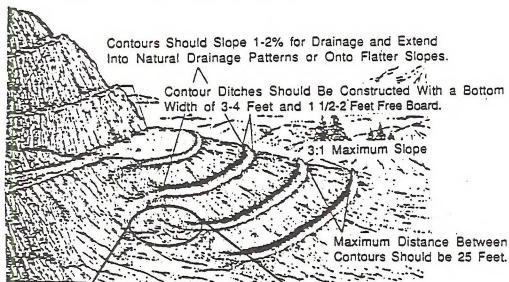 Contours Should Slope 1-2% for Drainage and Extend
Into Natural Drainage Patterns or Onto Flatter Slopes.
Contour Ditches Should Be Constructed With a Bottom
Width of 3-4 Feet and 1 1/2-2 Feet Free Board.
3:1 Maximum Slope
Maximum Distance Between
Contours Should be 25 Feet.